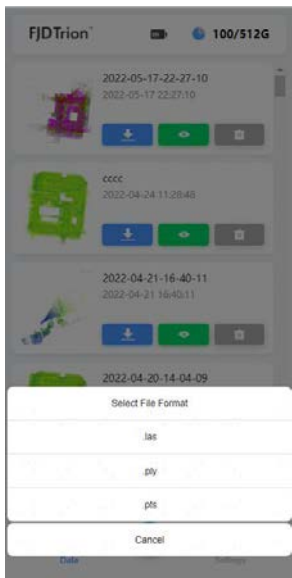 FJDTrion™
100/512G
2022-05-17-22-27-10
2022-05-17 22:27:10
cccc
2022-04-24 11:28:48
2022-04-21-16-40-11
2022-04-21 16:40:11
2022-04-20-14-04-09
Select File Format
.las
.ply
.pts
Cancel
Data
Settings